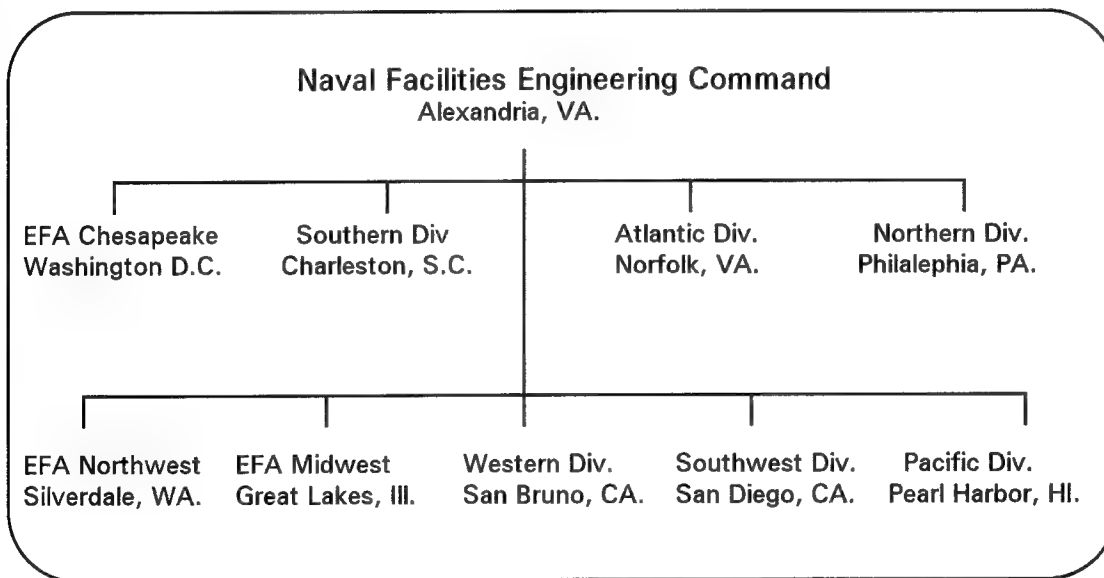 Naval Facilities Engineering Command
Alexandria, VA.
EFA Chesapeake
Washington D.C.
Southern Div
Charleston, S.C.
Atlantic Div.
Norfolk, VA.
Northern Div.
Philalephia, PA.
EFA Northwest
Silverdale, WA.
EFA Midwest
Great Lakes, Ill.
Western Div.
San Bruno, CA.
Southwest Div.
San Diego, CA.
Pacific Div.
Pearl Harbor, HI.